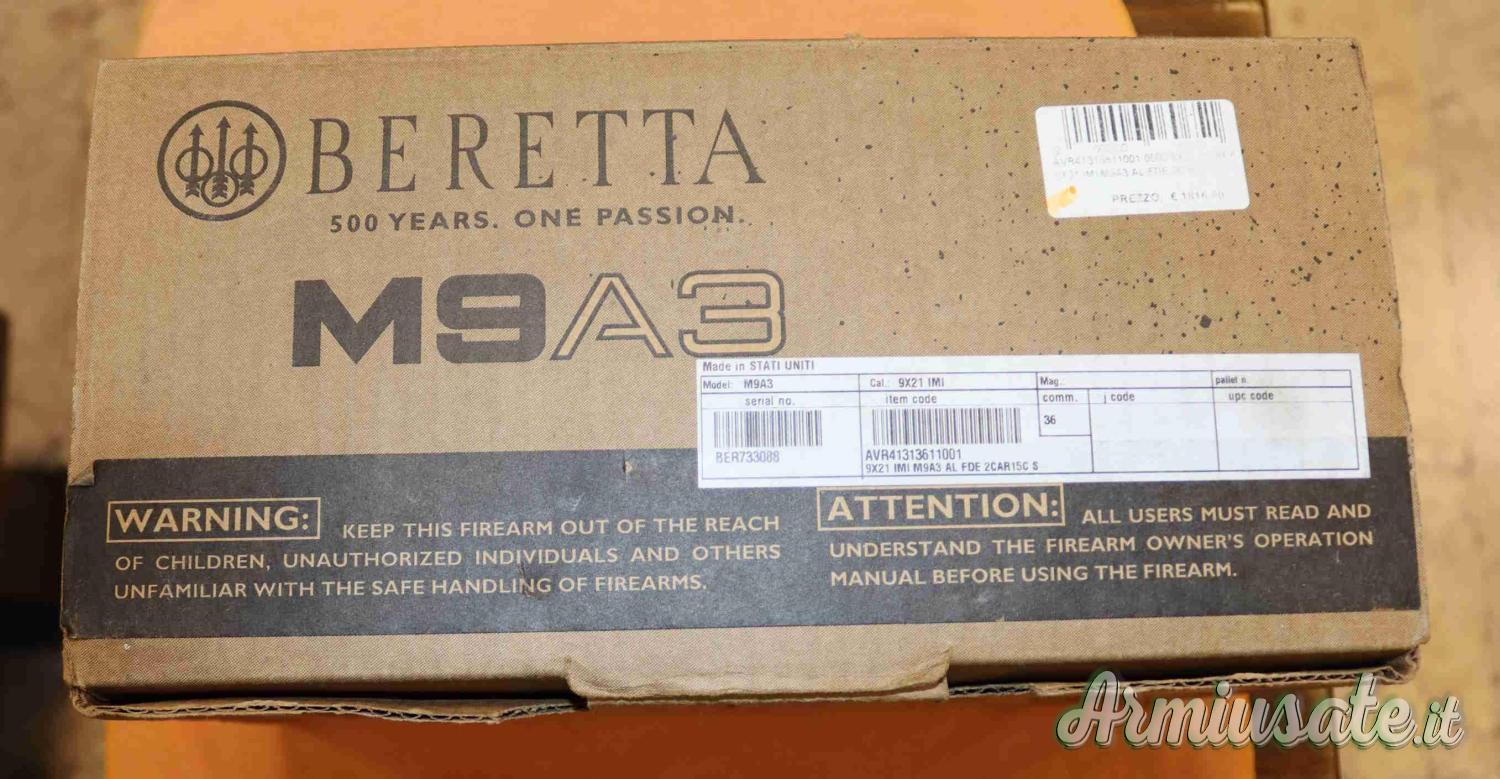 BERETTA
500 YEARS. ONE PASSION.
M9A3
PREZZO: €
Made in STATI UNITI
Model: M9A3 Cal.: 9X21 IMI Mag. pallet n.
serial no. item code comm. j code upc code
36
BER733088 AVR41313611001
9X21 IMI M9A3 AL FDE 2CAR15C S
WARNING: KEEP THIS FIREARM OUT OF THE REACH
OF CHILDREN, UNAUTHORIZED INDIVIDUALS AND OTHERS
UNFAMILIAR WITH THE SAFE HANDLING OF FIREARMS.
ATTENTION: ALL USERS MUST READ AND
UNDERSTAND THE FIREARM OWNER'S OPERATION
MANUAL BEFORE USING THE FIREARM.
Armiusate.it